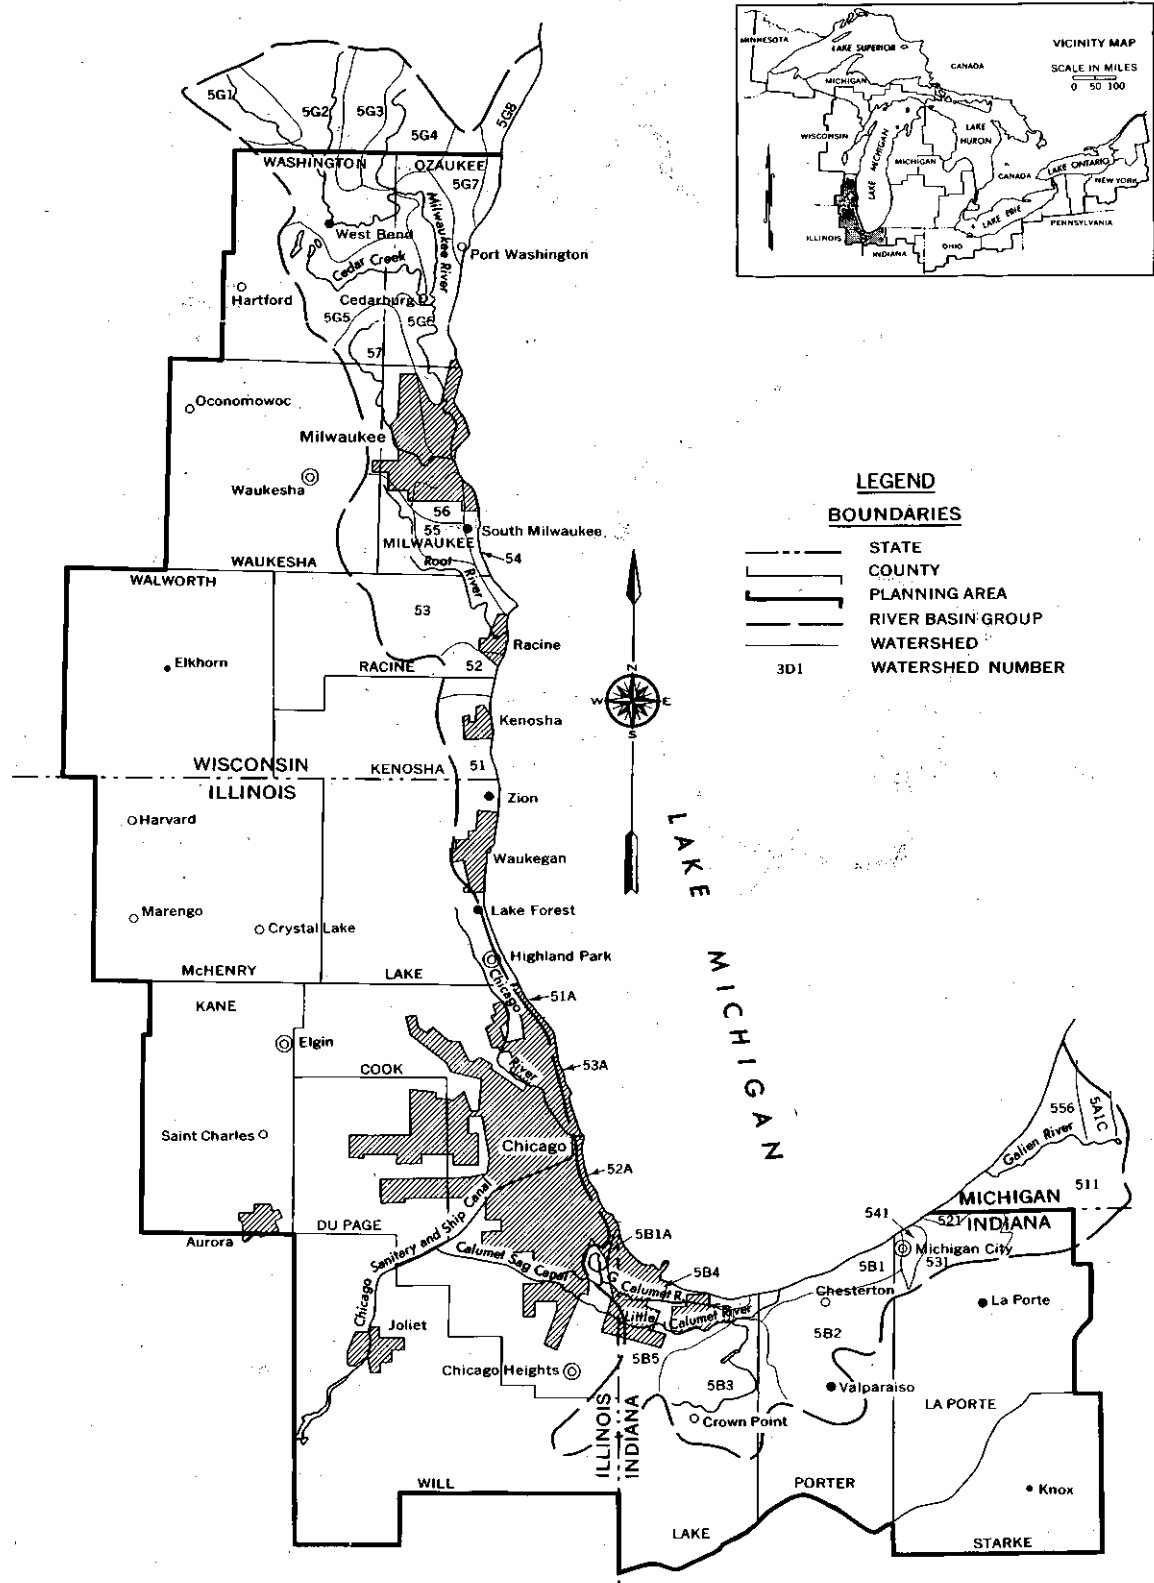 VICINITY MAP
SCALE IN MILES
0 50 100
MINNESOTA
LAKE SUPERIOR
CANADA
MICHIGAN
WISCONSIN
LAKE MICHIGAN
MICHIGAN
LAKE HURON
CANADA
LAKE ONTARIO
NEW YORK
LAKE ERIE
PENNSYLVANIA
ILLINOIS
INDIANA
OHIO
5G1
5G2
5G3
5G4
5G8
WASHINGTON
OZAUKEE
5G7
West Bend
Milwaukee River
Port Washington
Cedar Creek
Hartford
Cedarburg
5G5
5G6
57
Oconomowoc
Milwaukee
Waukesha
56
55
South Milwaukee
MILWAUKEE
54
WAUKESHA
Root River
WALWORTH
53
Racine
Elkhorn
RACINE
52
Kenosha
WISCONSIN
KENOSHA
51
ILLINOIS
Zion
Harvard
Waukegan
Marengo
Lake Forest
Crystal Lake
Highland Park
McHENRY
LAKE
Chicago River
51A
KANE
Elgin
53A
COOK
Saint Charles
Chicago
52A
Aurora
DU PAGE
Chicago Sanitary and Ship Canal
Calumet Sag Canal
5B1A
5B4
G. Calumet R.
Little Calumet River
Joliet
Chicago Heights
5B5
5B3
Crown Point
ILLINOIS
INDIANA
WILL
LAKE
PORTER
LEGEND
BOUNDARIES
STATE
COUNTY
PLANNING AREA
RIVER BASIN GROUP
WATERSHED
3D1 WATERSHED NUMBER
N
W E
S
LAKE MICHIGAN
556
5A1C
Galien River
511
MICHIGAN
INDIANA
541
521
Michigan City
5B1
531
Chesterton
La Porte
5B2
Valparaiso
LA PORTE
Knox
STARKE